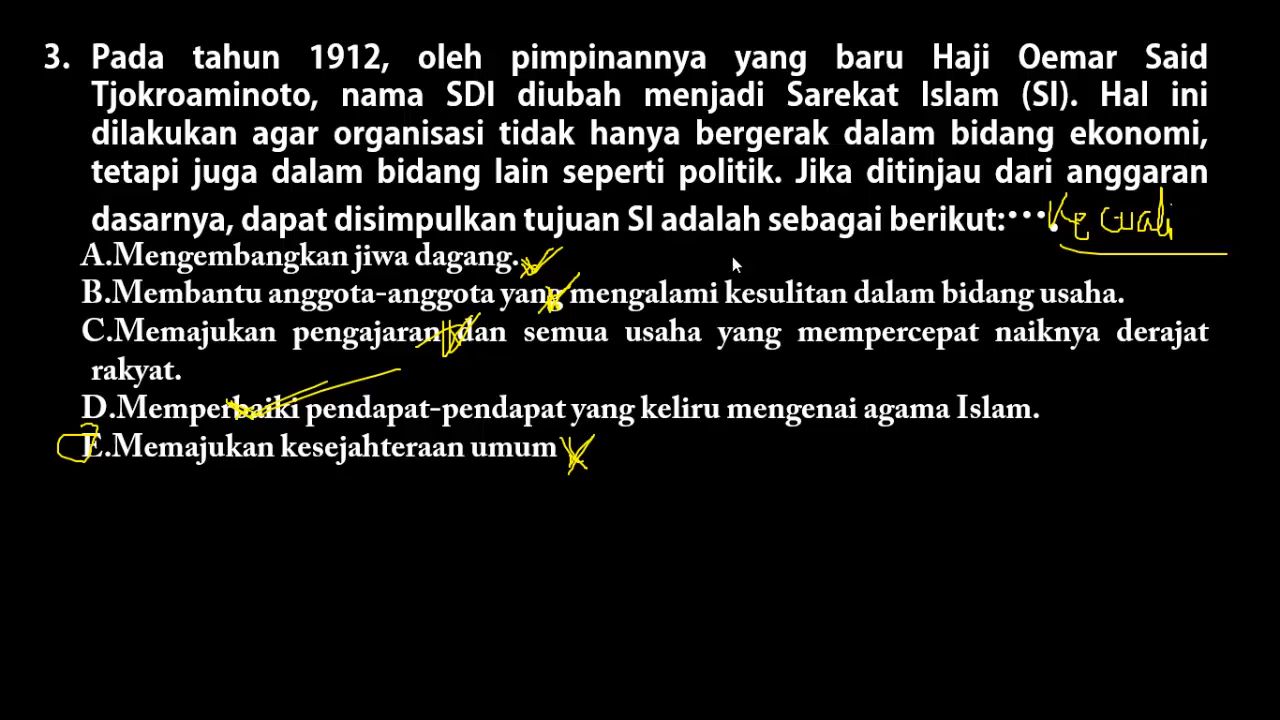 3. Pada tahun 1912, oleh pimpinannya yang baru Haji Oemar Said
Tjokroaminoto, nama SDI diubah menjadi Sarekat Islam (SI). Hal ini
dilakukan agar organisasi tidak hanya bergerak dalam bidang ekonomi,
tetapi juga dalam bidang lain seperti politik. Jika ditinjau dari anggaran
dasarnya, dapat disimpulkan tujuan SI adalah sebagai berikut:.... Kecuali
A.Mengembangkan jiwa dagang.
B.Membantu anggota-anggota yang mengalami kesulitan dalam bidang usaha.
C.Memajukan pengajaran dan semua usaha yang mempercepat naiknya derajat
rakyat.
D.Memperbaiki pendapat-pendapat yang keliru mengenai agama Islam.
E.Memajukan kesejahteraan umum